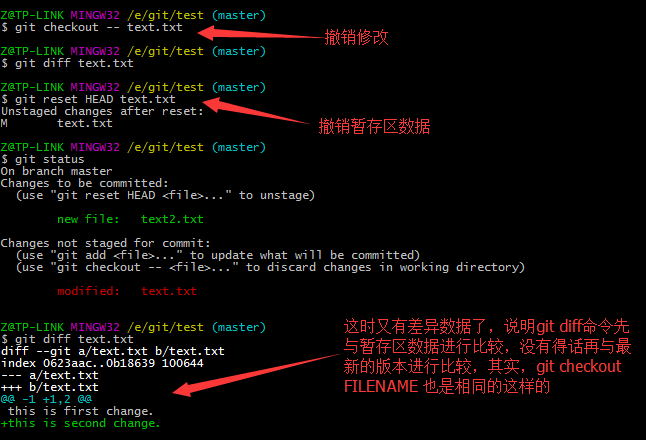 Z@TP-LINK MINGW32 /e/git/test (master)
$ git checkout -- text.txt
撤销修改
Z@TP-LINK MINGW32 /e/git/test (master)
$ git diff text.txt
Z@TP-LINK MINGW32 /e/git/test (master)
$ git reset HEAD text.txt
Unstaged changes after reset:
M text.txt
撤销暂存区数据
Z@TP-LINK MINGW32 /e/git/test (master)
$ git status
On branch master
Changes to be committed:
(use "git reset HEAD <file>..." to unstage)
new file: text2.txt
Changes not staged for commit:
(use "git add <file>..." to update what will be committed)
(use "git checkout -- <file>..." to discard changes in working directory)
modified: text.txt
Z@TP-LINK MINGW32 /e/git/test (master)
$ git diff text.txt
diff --git a/text.txt b/text.txt
index 0623aac..0b18639 100644
--- a/text.txt
+++ b/text.txt
@@ -1 +1,2 @@
this is first change.
+this is second change.
这时又有差异数据了，说明git diff命令先
与暂存区数据进行比较，没有得话再与最
新的版本进行比较，其实，git checkout
FILENAME 也是相同的这样的